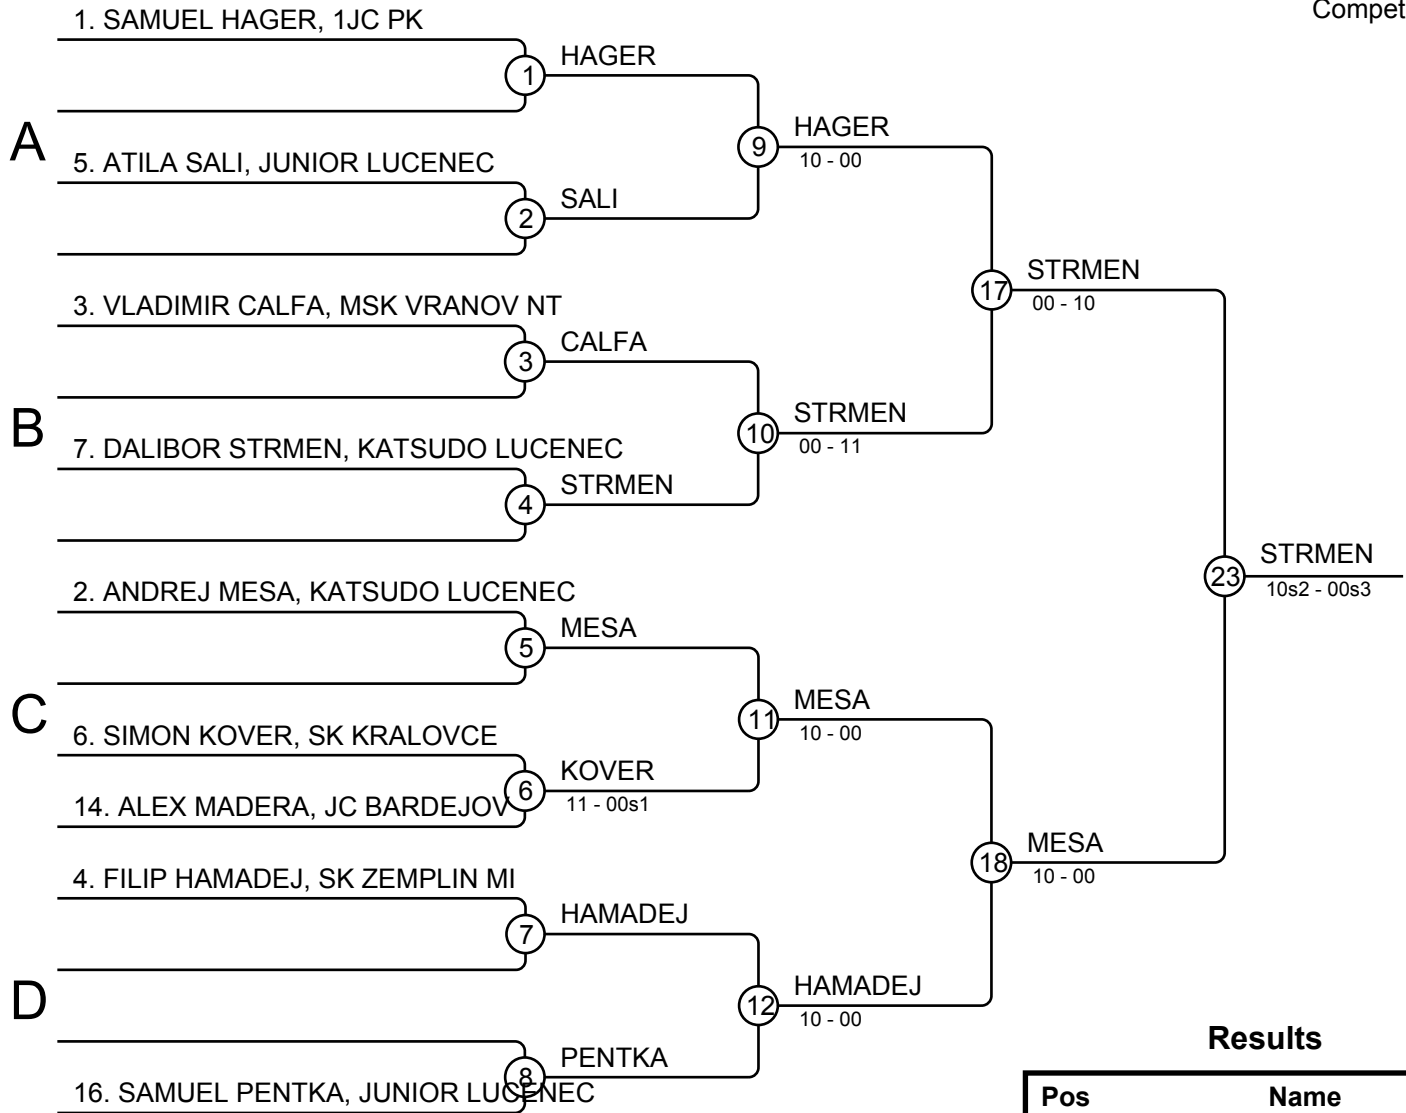 Compet
1. SAMUEL HAGER, 1JC PK
HAGER
1
A
HAGER
9
10 - 00
5. ATILA SALI, JUNIOR LUCENEC
SALI
2
STRMEN
17
00 - 10
3. VLADIMIR CALFA, MSK VRANOV NT
CALFA
3
B
STRMEN
10
00 - 11
7. DALIBOR STRMEN, KATSUDO LUCENEC
STRMEN
4
STRMEN
23
10s2 - 00s3
2. ANDREJ MESA, KATSUDO LUCENEC
MESA
5
C
MESA
11
10 - 00
6. SIMON KOVER, SK KRALOVCE
KOVER
6
11 - 00s1
14. ALEX MADERA, JC BARDEJOV
MESA
18
10 - 00
4. FILIP HAMADEJ, SK ZEMPLIN MI
HAMADEJ
7
D
HAMADEJ
12
10 - 00
PENTKA
8
16. SAMUEL PENTKA, JUNIOR LUCENEC
Results
Pos Name